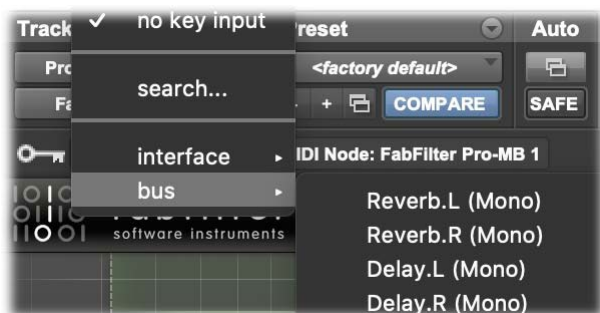 Track
no key input
reset
Auto
Pro
<factory default>
search...
Fa
+
COMPARE
SAFE
interface
IDI Node: FabFilter Pro-MB 1
bus
software instruments
Reverb.L (Mono)
Reverb.R (Mono)
Delay.L (Mono)
Delay.R (Mono)